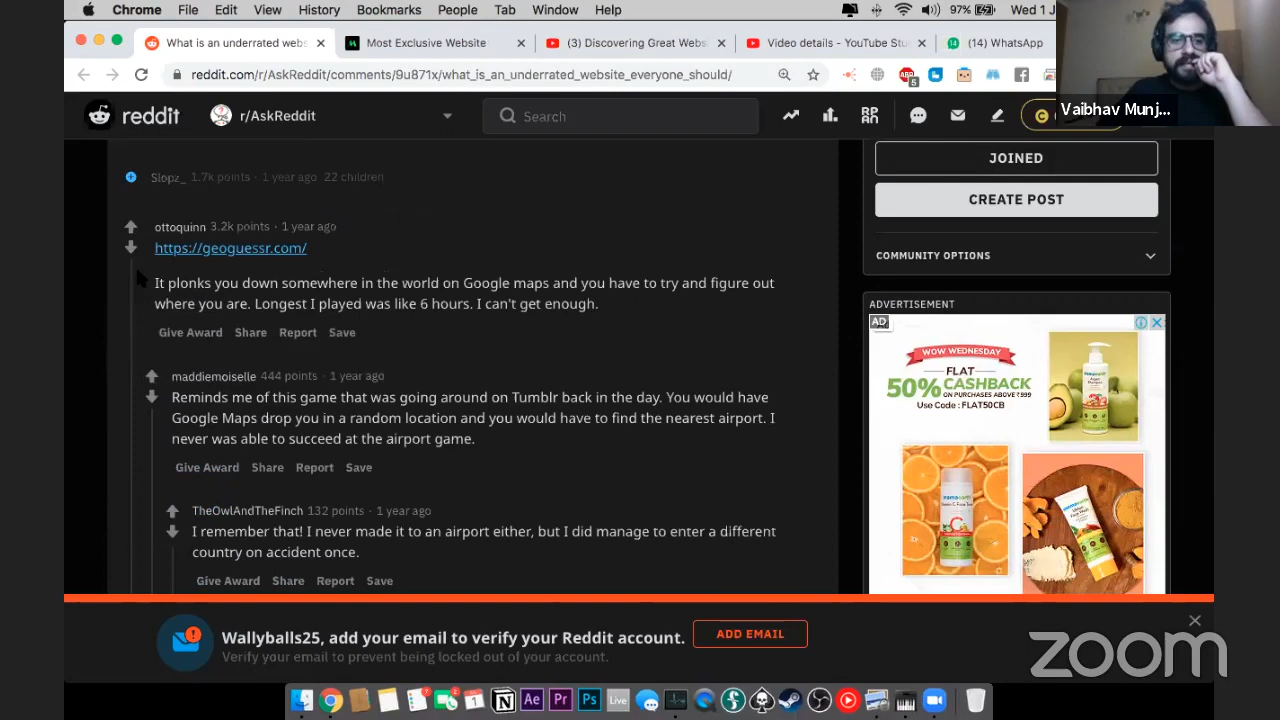 Chrome File Edit View History Bookmarks People Tab Window Help 97% Wed 1 J
What is an underrated webs × Most Exclusive Website × (3) Discovering Great Webs × Video details - YouTube Stu × (14) WhatsApp
reddit.com/r/AskReddit/comments/9u871x/what_is_an_underrated_website_everyone_should/
ABP 5
Vaibhav Munj...
reddit r/AskReddit Search
JOINED
CREATE POST
COMMUNITY OPTIONS
Slopz_ 1.7k points · 1 year ago 22 children
ottoquinn 3.2k points · 1 year ago
https://geoguessr.com/
It plonks you down somewhere in the world on Google maps and you have to try and figure out
where you are. Longest I played was like 6 hours. I can't get enough.
Give Award Share Report Save
maddiemoiselle 444 points · 1 year ago
Reminds me of this game that was going around on Tumblr back in the day. You would have
Google Maps drop you in a random location and you would have to find the nearest airport. I
never was able to succeed at the airport game.
Give Award Share Report Save
TheOwlAndTheFinch 132 points · 1 year ago
I remember that! I never made it to an airport either, but I did manage to enter a different
country on accident once.
Give Award Share Report Save
ADVERTISEMENT
AD
WOW WEDNESDAY
FLAT
50% CASHBACK
ON PURCHASES ABOVE ₹999
Use Code : FLAT50CB
Wallyballs25, add your email to verify your Reddit account.
Verify your email to prevent being locked out of your account.
ADD EMAIL
zoom
Ae Pr Ps Live